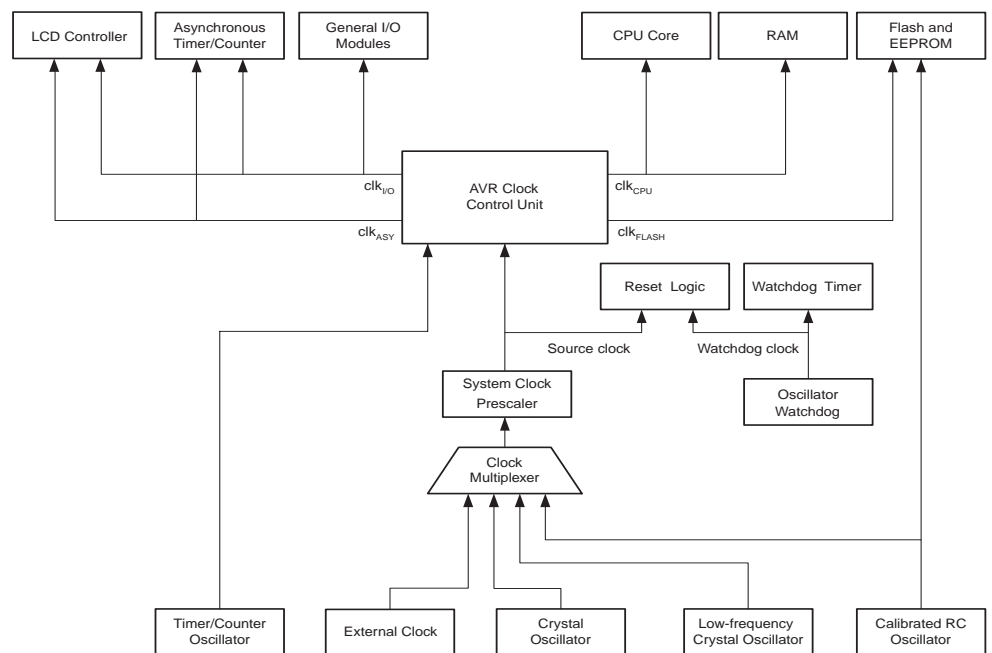 LCD Controller
Asynchronous
Timer/Counter
General I/O
Modules
CPU Core
RAM
Flash and
EEPROM
clkI/O
AVR Clock
Control Unit
clkCPU
clkASY
clkFLASH
Reset Logic
Watchdog Timer
Source clock
Watchdog clock
System Clock
Prescaler
Oscillator
Watchdog
Clock
Multiplexer
Timer/Counter
Oscillator
External Clock
Crystal
Oscillator
Low-frequency
Crystal Oscillator
Calibrated RC
Oscillator